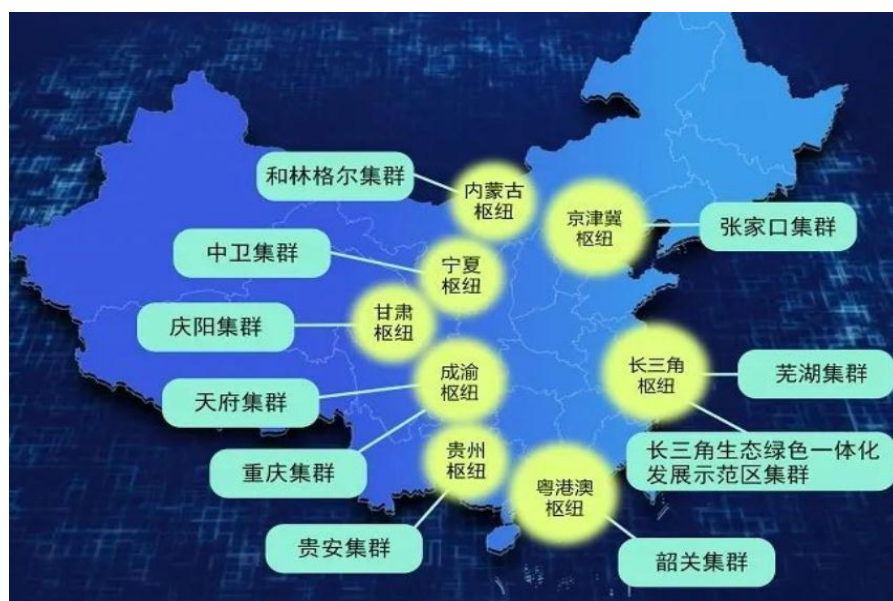 和林格尔集群
内蒙古
枢纽
京津冀
枢纽
张家口集群
中卫集群
宁夏
枢纽
庆阳集群
甘肃
枢纽
天府集群
成渝
枢纽
长三角
枢纽
芜湖集群
重庆集群
贵州
枢纽
长三角生态绿色一体化
发展示范区集群
粤港澳
枢纽
贵安集群
韶关集群